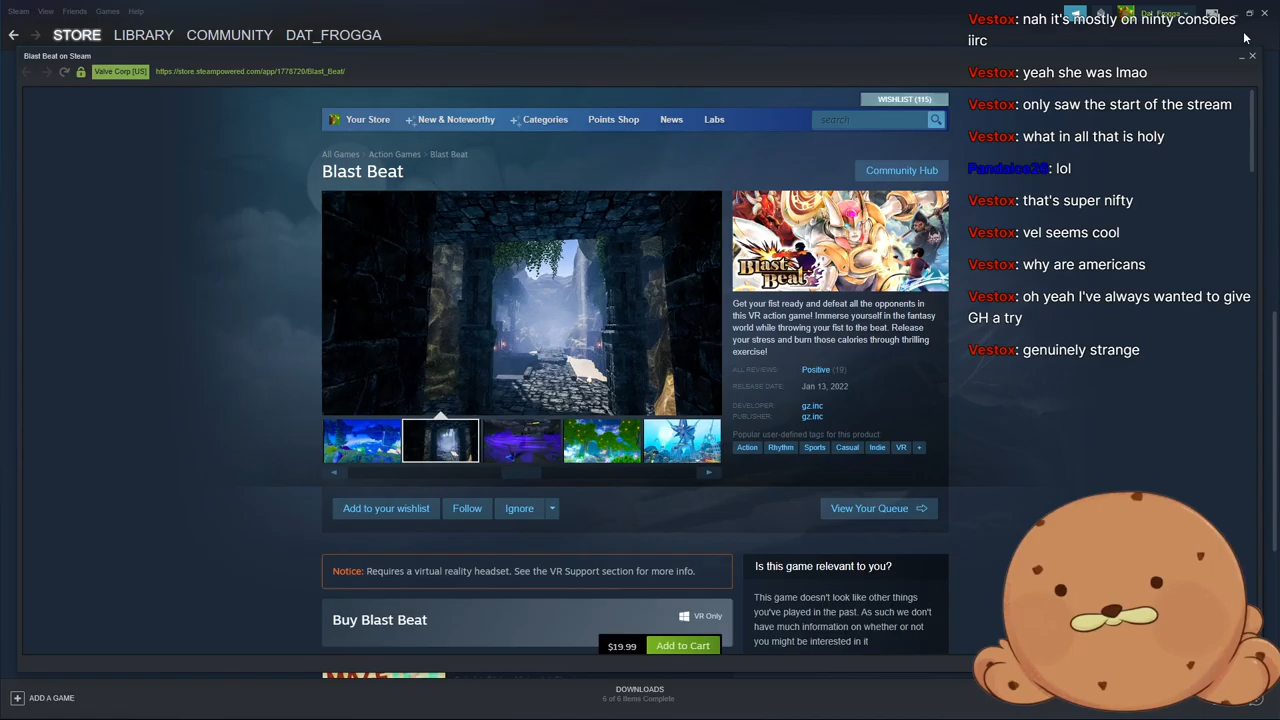 Steam View Friends Games Help
Dat_Frogga
STORE LIBRARY COMMUNITY DAT_FROGGA
Blast Beat on Steam
Valve Corp [US] https://store.steampowered.com/app/1778720/Blast_Beat/
WISHLIST (115)
Your Store New & Noteworthy Categories Points Shop News Labs search
All Games > Action Games > Blast Beat
Blast Beat
Community Hub
Blast Beat
Get your fist ready and defeat all the opponents in
this VR action game! Immerse yourself in the fantasy
world while throwing your fist to the beat. Release
your stress and burn those calories through thrilling
exercise!
ALL REVIEWS: Positive (19)
RELEASE DATE: Jan 13, 2022
DEVELOPER: gz.inc
PUBLISHER: gz.inc
Popular user-defined tags for this product:
Action Rhythm Sports Casual Indie VR +
Add to your wishlist Follow Ignore View Your Queue
Notice: Requires a virtual reality headset. See the VR Support section for more info.
Buy Blast Beat
VR Only
$19.99 Add to Cart
Is this game relevant to you?
This game doesn't look like other things
you've played in the past. As such we don't
have much information on whether or not
you might be interested in it
ADD A GAME
DOWNLOADS
6 of 6 Items Complete
Vestox: nah it's mostly on ninty consoles
iirc
Vestox: yeah she was lmao
Vestox: only saw the start of the stream
Vestox: what in all that is holy
PandaIce26: lol
Vestox: that's super nifty
Vestox: vel seems cool
Vestox: why are americans
Vestox: oh yeah I've always wanted to give
GH a try
Vestox: genuinely strange